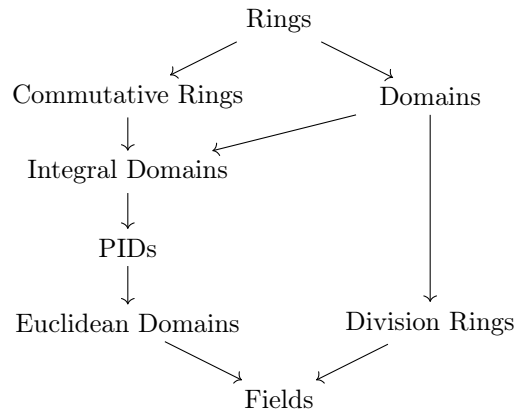 Rings
Commutative Rings
Domains
Integral Domains
PIDs
Euclidean Domains
Division Rings
Fields